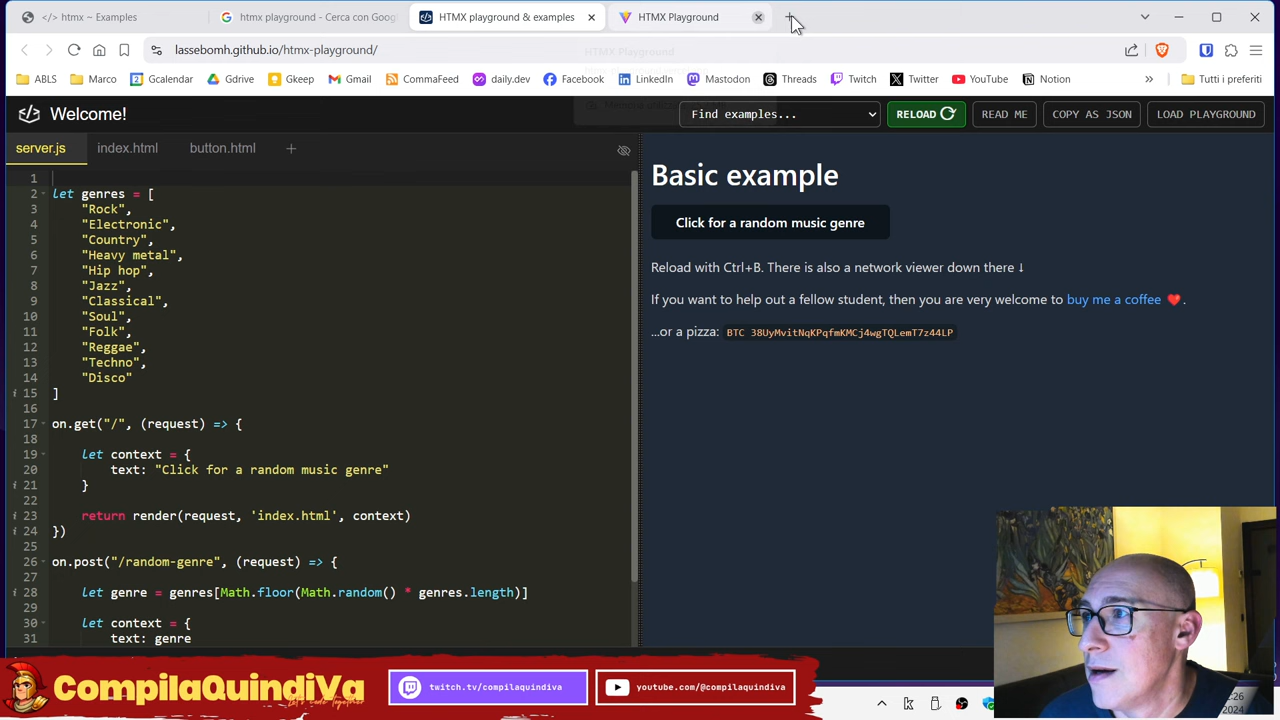 </> htmx ~ Examples
htmx playground - Cerca con Goog
HTMX playground & examples
HTMX Playground
lassebomh.github.io/htmx-playground/
HTMX Playground
ABLS
Marco
Gcalendar
Gdrive
Gkeep
Gmail
CommaFeed
daily.dev
Facebook
LinkedIn
Mastodon
Threads
Twitch
Twitter
YouTube
Notion
»
Tutti i preferiti
Welcome!
Find examples...
RELOAD
READ ME
COPY AS JSON
LOAD PLAYGROUND
server.js
index.html
button.html
+
1
2 let genres = [
3 "Rock",
4 "Electronic",
5 "Country",
6 "Heavy metal",
7 "Hip hop",
8 "Jazz",
9 "Classical",
10 "Soul",
11 "Folk",
12 "Reggae",
13 "Techno",
14 "Disco"
15 ]
16
17 on.get("/", (request) => {
18
19 let context = {
20 text: "Click for a random music genre"
21 }
22
23 return render(request, 'index.html', context)
24 })
25
26 on.post("/random-genre", (request) => {
27
28 let genre = genres[Math.floor(Math.random() * genres.length)]
29
30 let context = {
31 text: genre
Basic example
Click for a random music genre
Reload with Ctrl+B. There is also a network viewer down there ↓
If you want to help out a fellow student, then you are very welcome to buy me a coffee ❤️.
...or a pizza: BTC 38UyMvitNqKPqfmKMCj4wgTQLemT7z44LP
CompilaQuindiVa
twitch.tv/compilaquindiva
youtube.com/@compilaquindiva
:26
2024